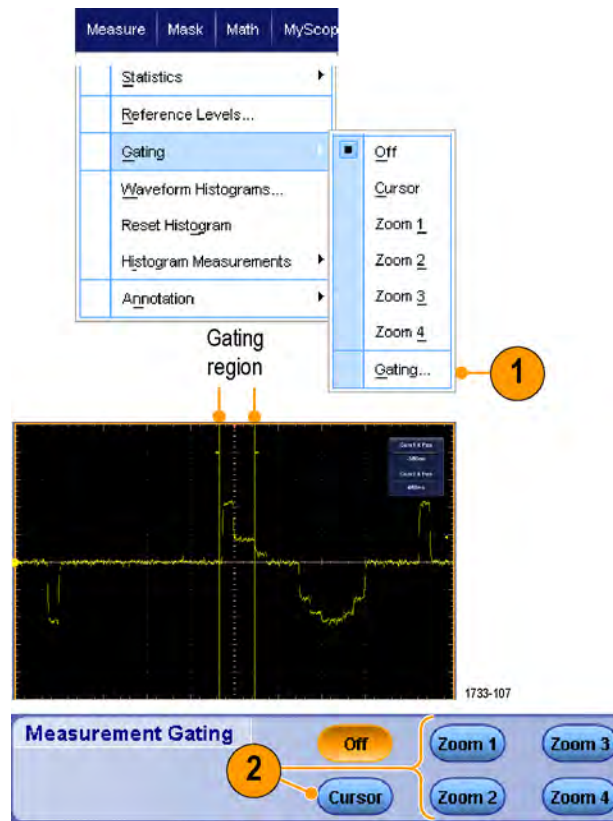 Measure Mask Math MyScop
Statistics
Reference Levels...
Gating
Waveform Histograms...
Reset Histogram
Histogram Measurements
Annotation
Off
Cursor
Zoom 1
Zoom 2
Zoom 3
Zoom 4
Gating...
1
Gating
region
1733-107
Measurement Gating
2
Off
Zoom 1
Zoom 3
Cursor
Zoom 2
Zoom 4